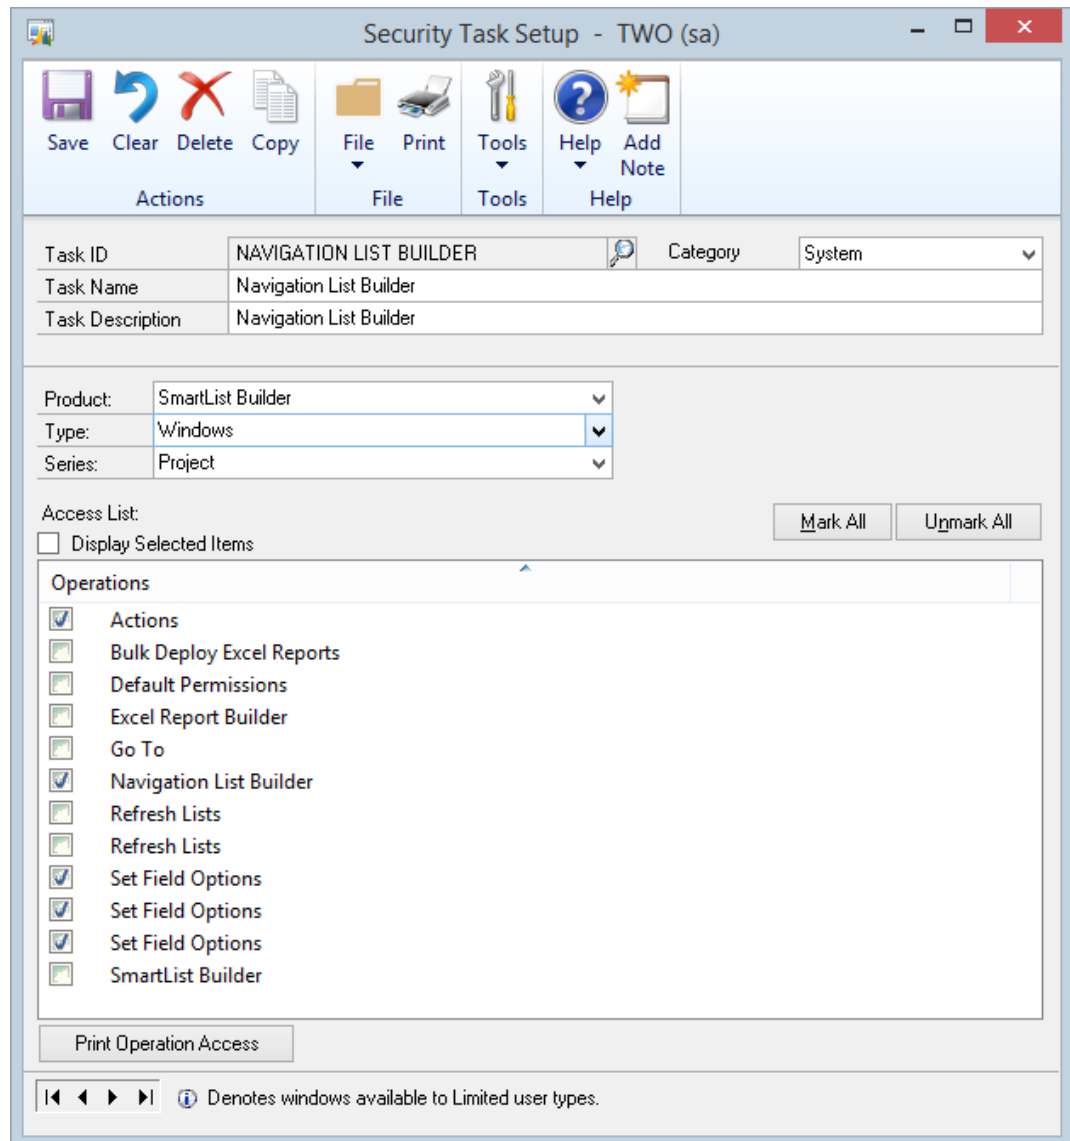 Security Task Setup - TWO (sa)
Save Clear Delete Copy File Print Tools Help Add Note
Actions File Tools Help
Task ID NAVIGATION LIST BUILDER Category System
Task Name Navigation List Builder
Task Description Navigation List Builder
Product: SmartList Builder
Type: Windows
Series: Project
Access List:
Mark All Unmark All
Display Selected Items
Operations
Actions
Bulk Deploy Excel Reports
Default Permissions
Excel Report Builder
Go To
Navigation List Builder
Refresh Lists
Refresh Lists
Set Field Options
Set Field Options
Set Field Options
SmartList Builder
Print Operation Access
Denotes windows available to Limited user types.